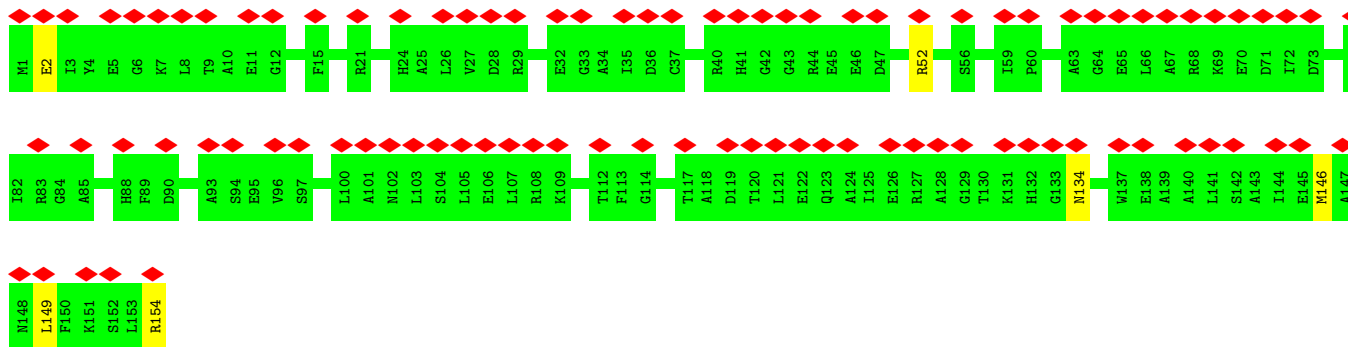 M1 E2 I3 Y4 E5 G6 K7 L8 T9 A10 E11 G12 F15 R21 H24 A25 L26 V27 D28 R29 E32 G33 A34 I35 D36 C37 R40 H41 G42 G43 R44 E45 E46 D47 R52 S56 I59 P60 A63 G64 E65 L66 A67 R68 K69 E70 D71 I72 D73
I82 R83 G84 A85 H88 F89 D90 A93 S94 E95 V96 S97 L100 A101 N102 L103 S104 L105 E106 L107 R108 K109 T112 F113 G114 T117 A118 D119 T120 L121 E122 Q123 A124 I125 E126 R127 A128 G129 T130 K131 H132 G133 N134 W137 E138 A139 A140 L141 S142 A143 I144 E145 M146 A147
N148 L149 F150 K151 S152 L153 R154